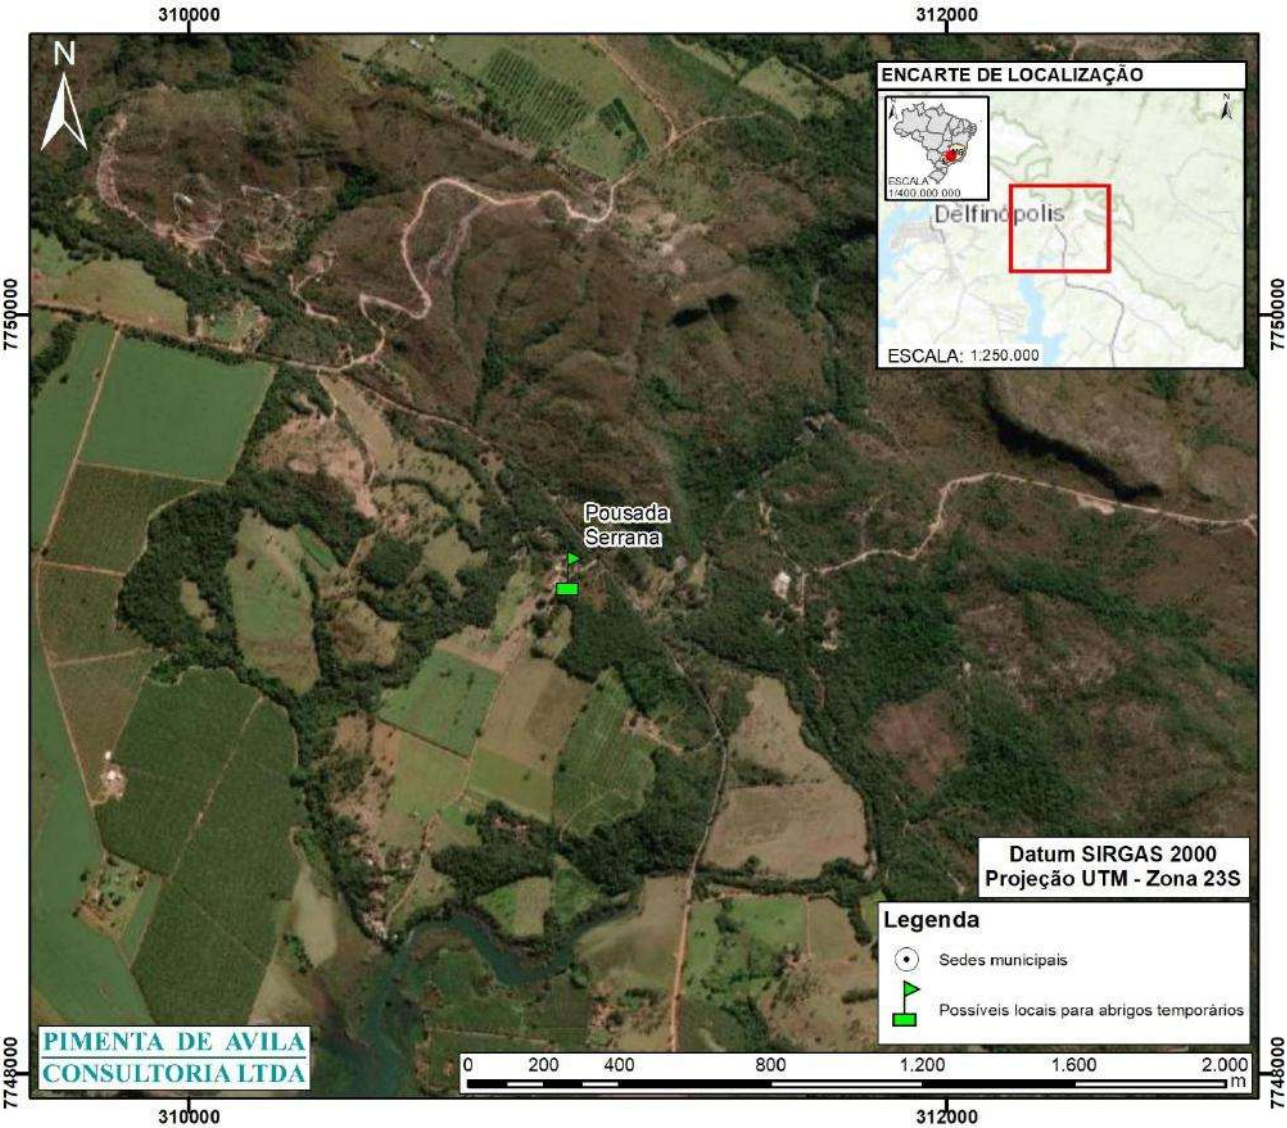 310000
312000
N
ENCARTE DE LOCALIZAÇÃO
N
ESCALA
1/400.000.000
Delfinópolis
ESCALA: 1:250.000
7750000
7750000
Pousada
Serrana
Datum SIRGAS 2000
Projeção UTM - Zona 23S
Legenda
Sedes municipais
Possíveis locais para abrigos temporários
PIMENTA DE AVILA
CONSULTORIA LTDA
0 200 400 800 1.200 1.600 2.000
m
7748000
7748000
310000
312000